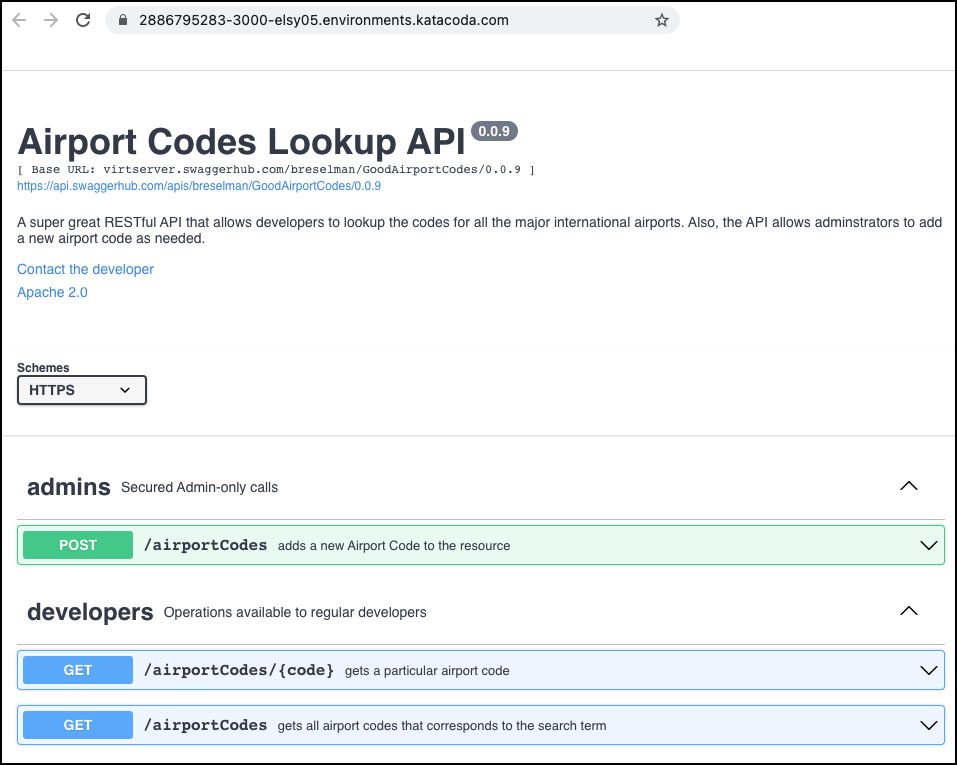 2886795283-3000-elsy05.environments.katacoda.com
Airport Codes Lookup API 0.0.9
[ Base URL: virtserver.swaggerhub.com/breselman/GoodAirportCodes/0.0.9 ]
https://api.swaggerhub.com/apis/breselman/GoodAirportCodes/0.0.9
A super great RESTful API that allows developers to lookup the codes for all the major international airports. Also, the API allows adminstrators to add
a new airport code as needed.
Contact the developer
Apache 2.0
Schemes
HTTPS
admins Secured Admin-only calls
POST /airportCodes adds a new Airport Code to the resource
developers Operations available to regular developers
GET /airportCodes/{code} gets a particular airport code
GET /airportCodes gets all airport codes that corresponds to the search term